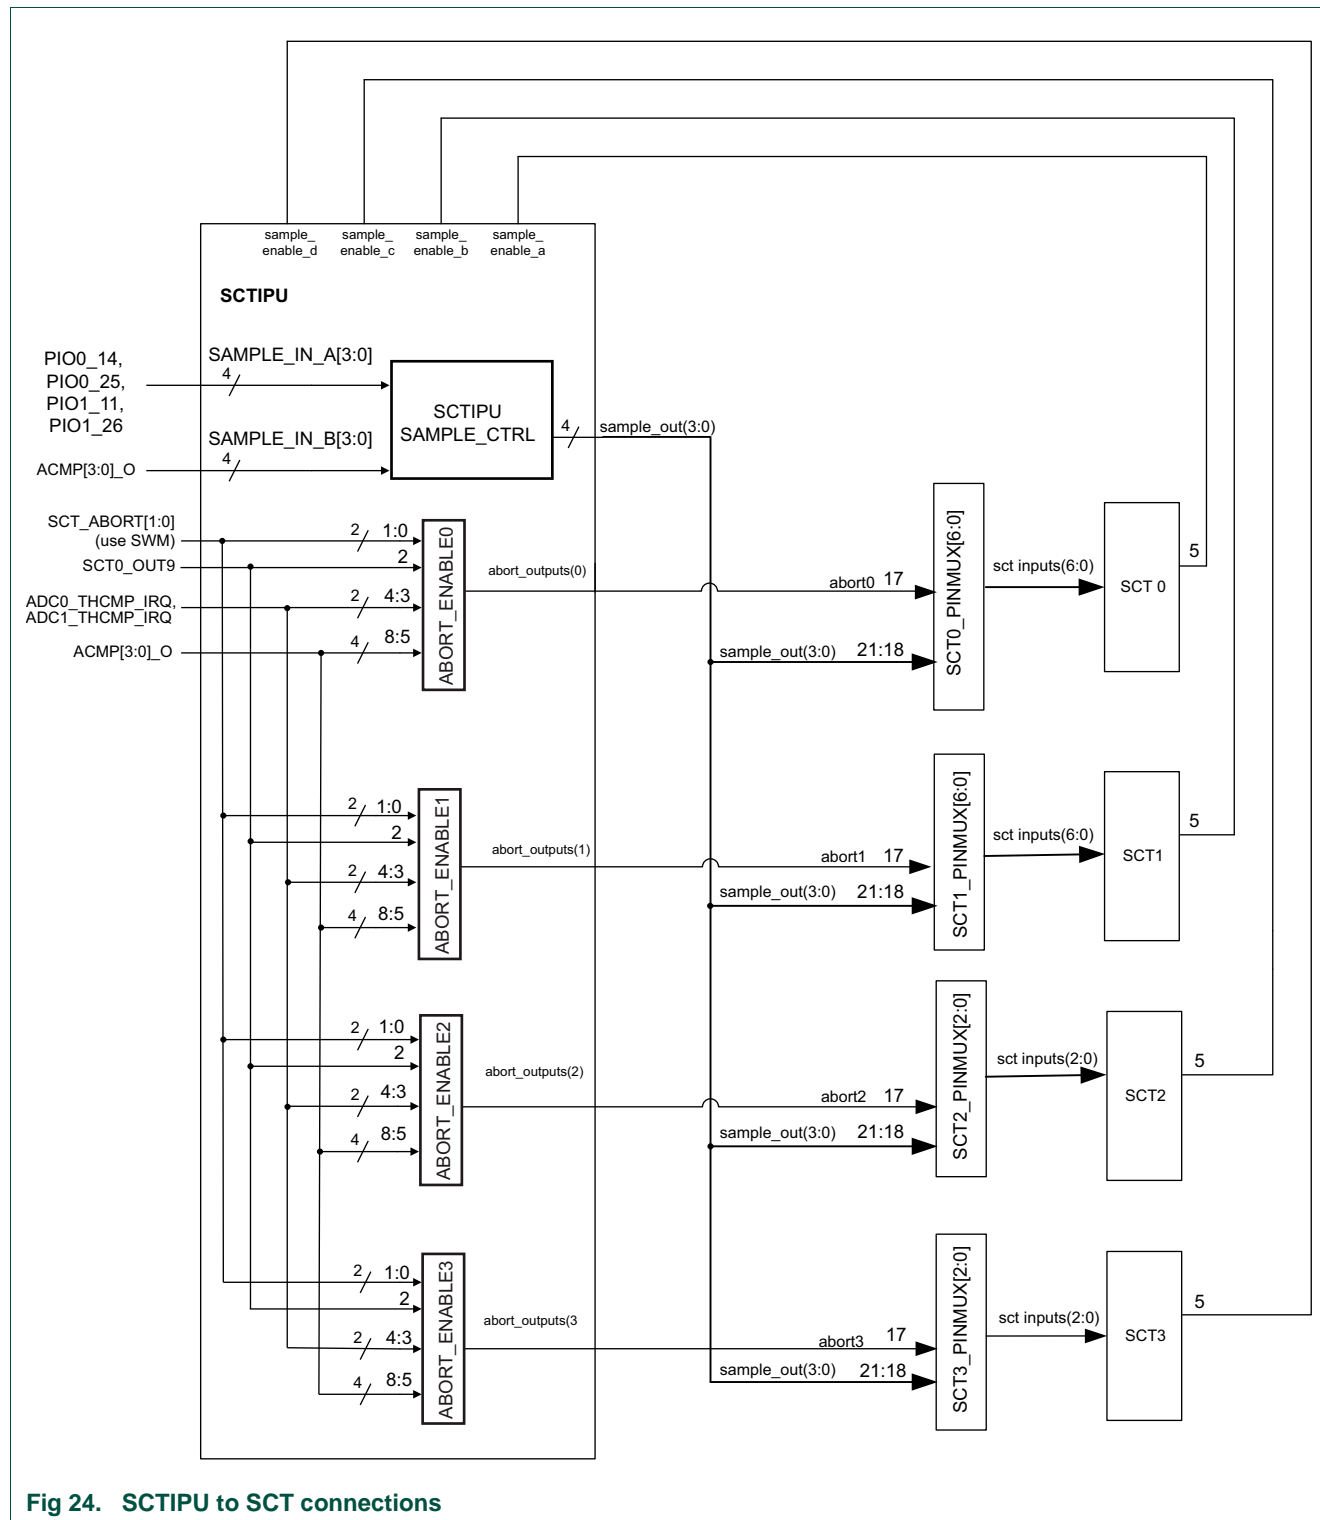 sample_
enable_d
sample_
enable_c
sample_
enable_b
sample_
enable_a
SCTIPU
PIO0_14,
PIO0_25,
PIO1_11,
PIO1_26
SAMPLE_IN_A[3:0]
4
SAMPLE_IN_B[3:0]
4
ACMP[3:0]_O
SCTIPU
SAMPLE_CTRL
4
sample_out(3:0)
SCT_ABORT[1:0]
(use SWM)
SCT0_OUT9
ADC0_THCMP_IRQ,
ADC1_THCMP_IRQ
ACMP[3:0]_O
2
1:0
2
2
4:3
4
8:5
ABORT_ENABLE0
abort_outputs(0)
abort0
17
sample_out(3:0)
21:18
SCT0_PINMUX[6:0]
sct inputs(6:0)
SCT 0
5
2
1:0
2
2
4:3
4
8:5
ABORT_ENABLE1
abort_outputs(1)
abort1
17
sample_out(3:0)
21:18
SCT1_PINMUX[6:0]
sct inputs(6:0)
SCT1
5
2
1:0
2
2
4:3
4
8:5
ABORT_ENABLE2
abort_outputs(2)
abort2
17
sample_out(3:0)
21:18
SCT2_PINMUX[2:0]
sct inputs(2:0)
SCT2
5
2
1:0
2
2
4:3
4
8:5
ABORT_ENABLE3
abort_outputs(3
abort3
17
sample_out(3:0)
21:18
SCT3_PINMUX[2:0]
sct inputs(2:0)
SCT3
5
Fig 24. SCTIPU to SCT connections